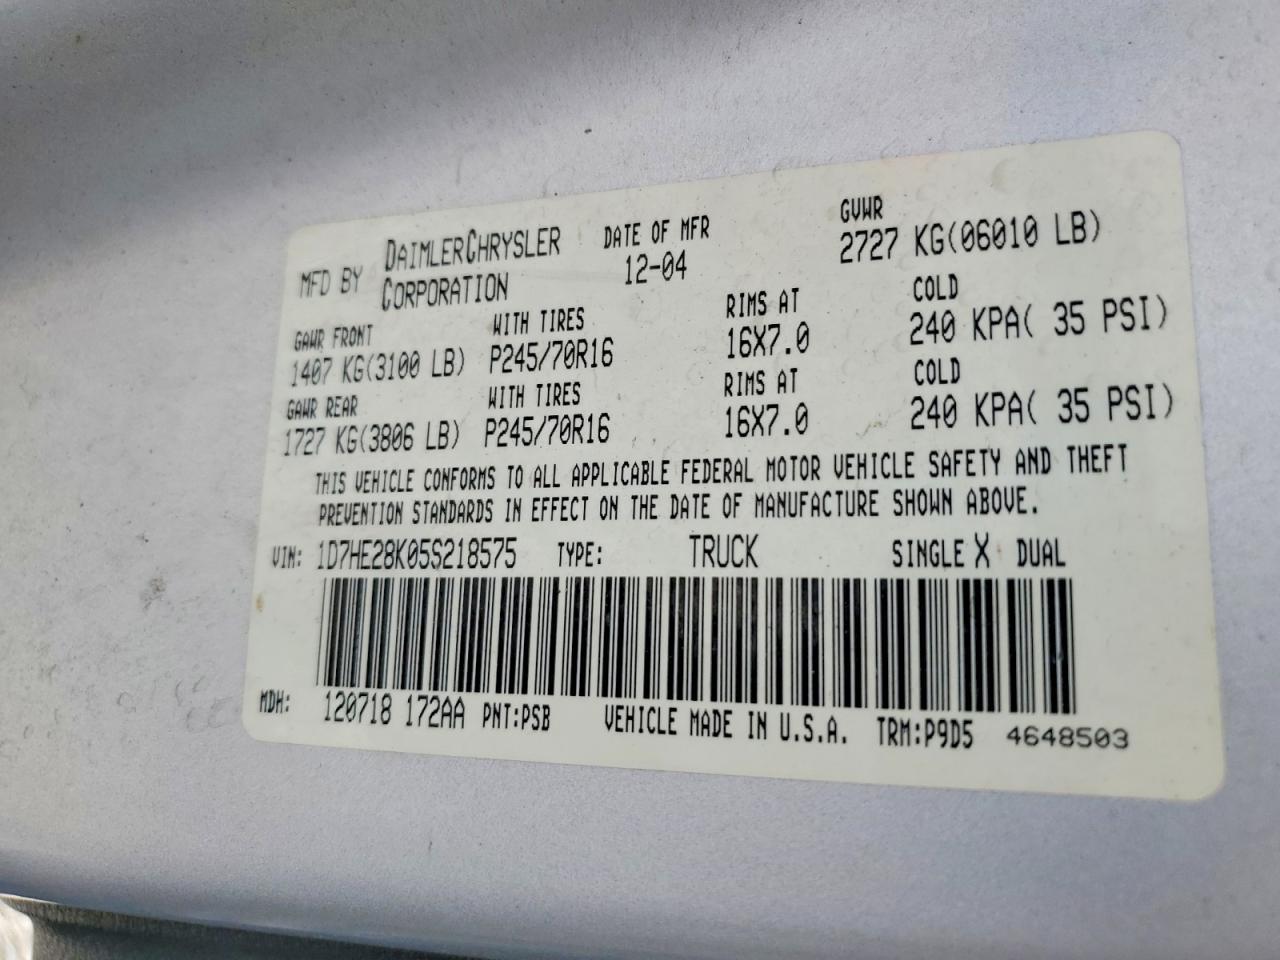 MFD BY DAIMLERCHRYSLER CORPORATION DATE OF MFR 12-04 GVWR 2727 KG(06010 LB)
GAWR FRONT WITH TIRES RIMS AT COLD
1407 KG(3100 LB) P245/70R16 16X7.0 240 KPA( 35 PSI)
GAWR REAR WITH TIRES RIMS AT COLD
1727 KG(3806 LB) P245/70R16 16X7.0 240 KPA( 35 PSI)
THIS VEHICLE CONFORMS TO ALL APPLICABLE FEDERAL MOTOR VEHICLE SAFETY AND THEFT
PREVENTION STANDARDS IN EFFECT ON THE DATE OF MANUFACTURE SHOWN ABOVE.
VIN: 1D7HE28K05S218575 TYPE: TRUCK SINGLE X DUAL
MDH: 120718 172AA PNT:PSB VEHICLE MADE IN U.S.A. TRM:P9D5 4648503